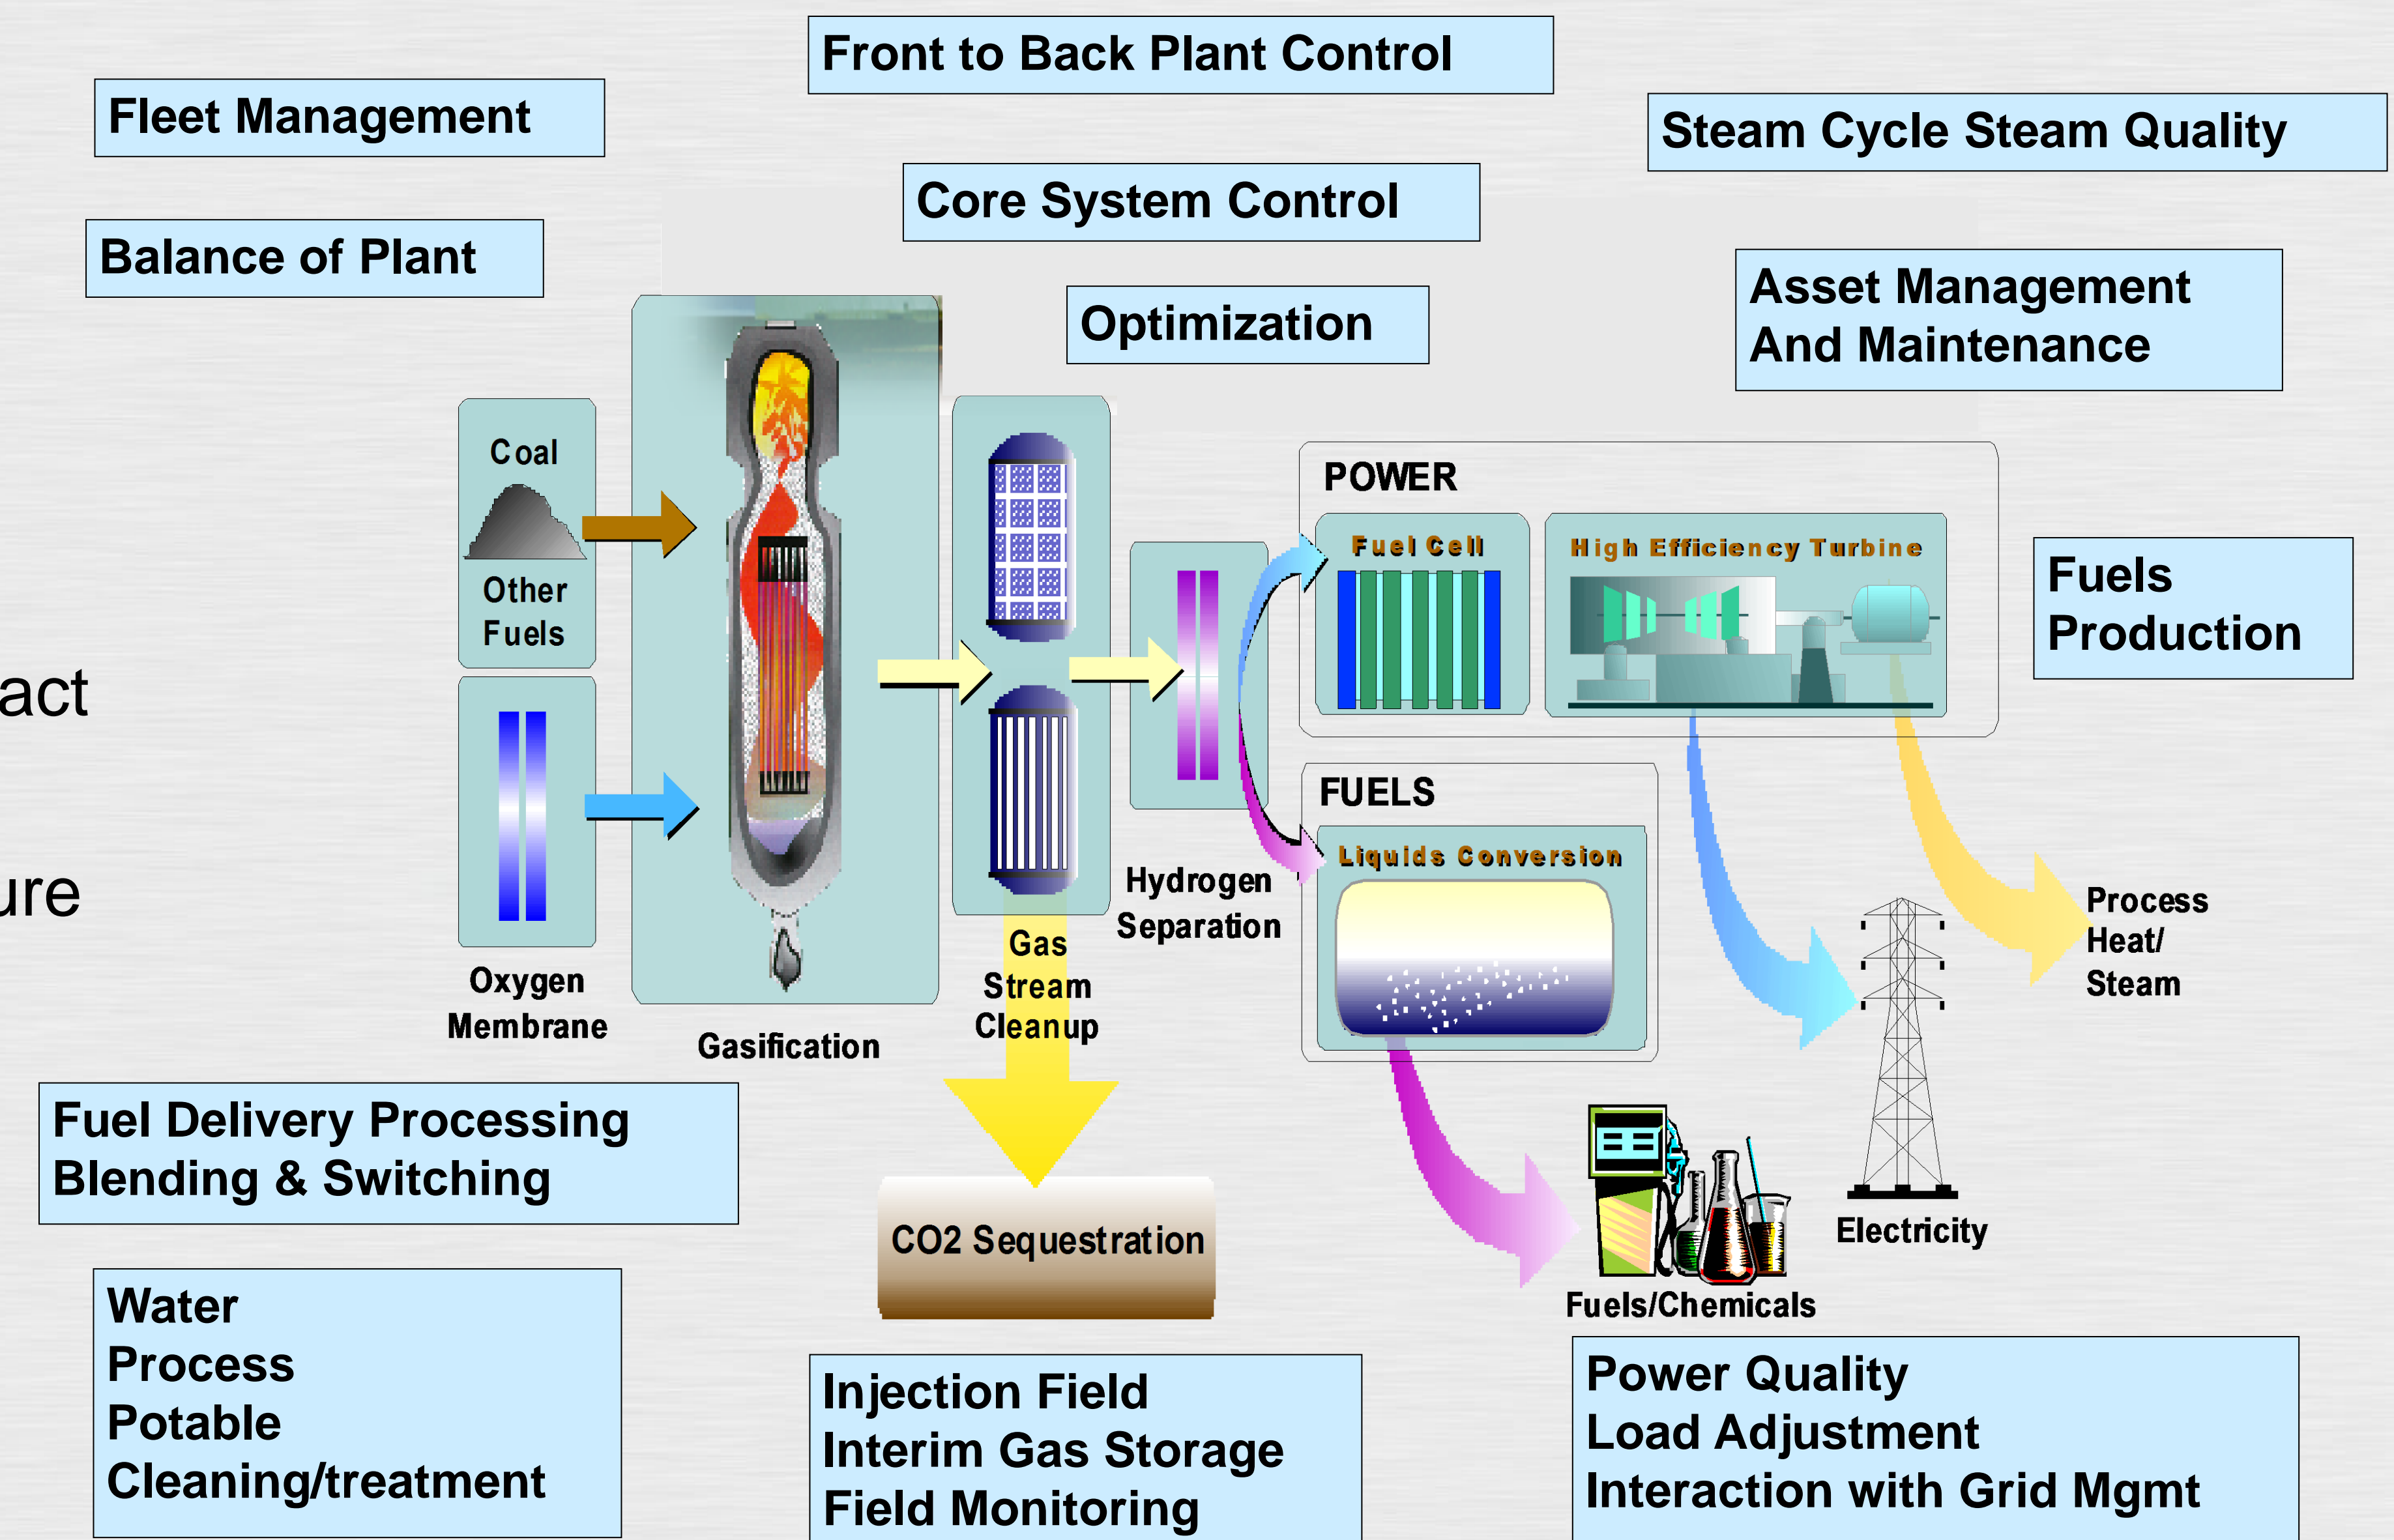 Front to Back Plant Control
Fleet Management
Steam Cycle Steam Quality
Core System Control
Balance of Plant
Asset Management
And Maintenance
Optimization
Coal
Other
Fuels
POWER
Fuel Cell
High Efficiency Turbine
Fuels
Production
act
ure
FUELS
Liquids Conversion
Hydrogen
Separation
Process
Heat/
Steam
Oxygen
Membrane
Gasification
Gas
Stream
Cleanup
Fuel Delivery Processing
Blending & Switching
CO2 Sequestration
Electricity
Fuels/Chemicals
Water
Process
Potable
Cleaning/treatment
Injection Field
Interim Gas Storage
Field Monitoring
Power Quality
Load Adjustment
Interaction with Grid Mgmt